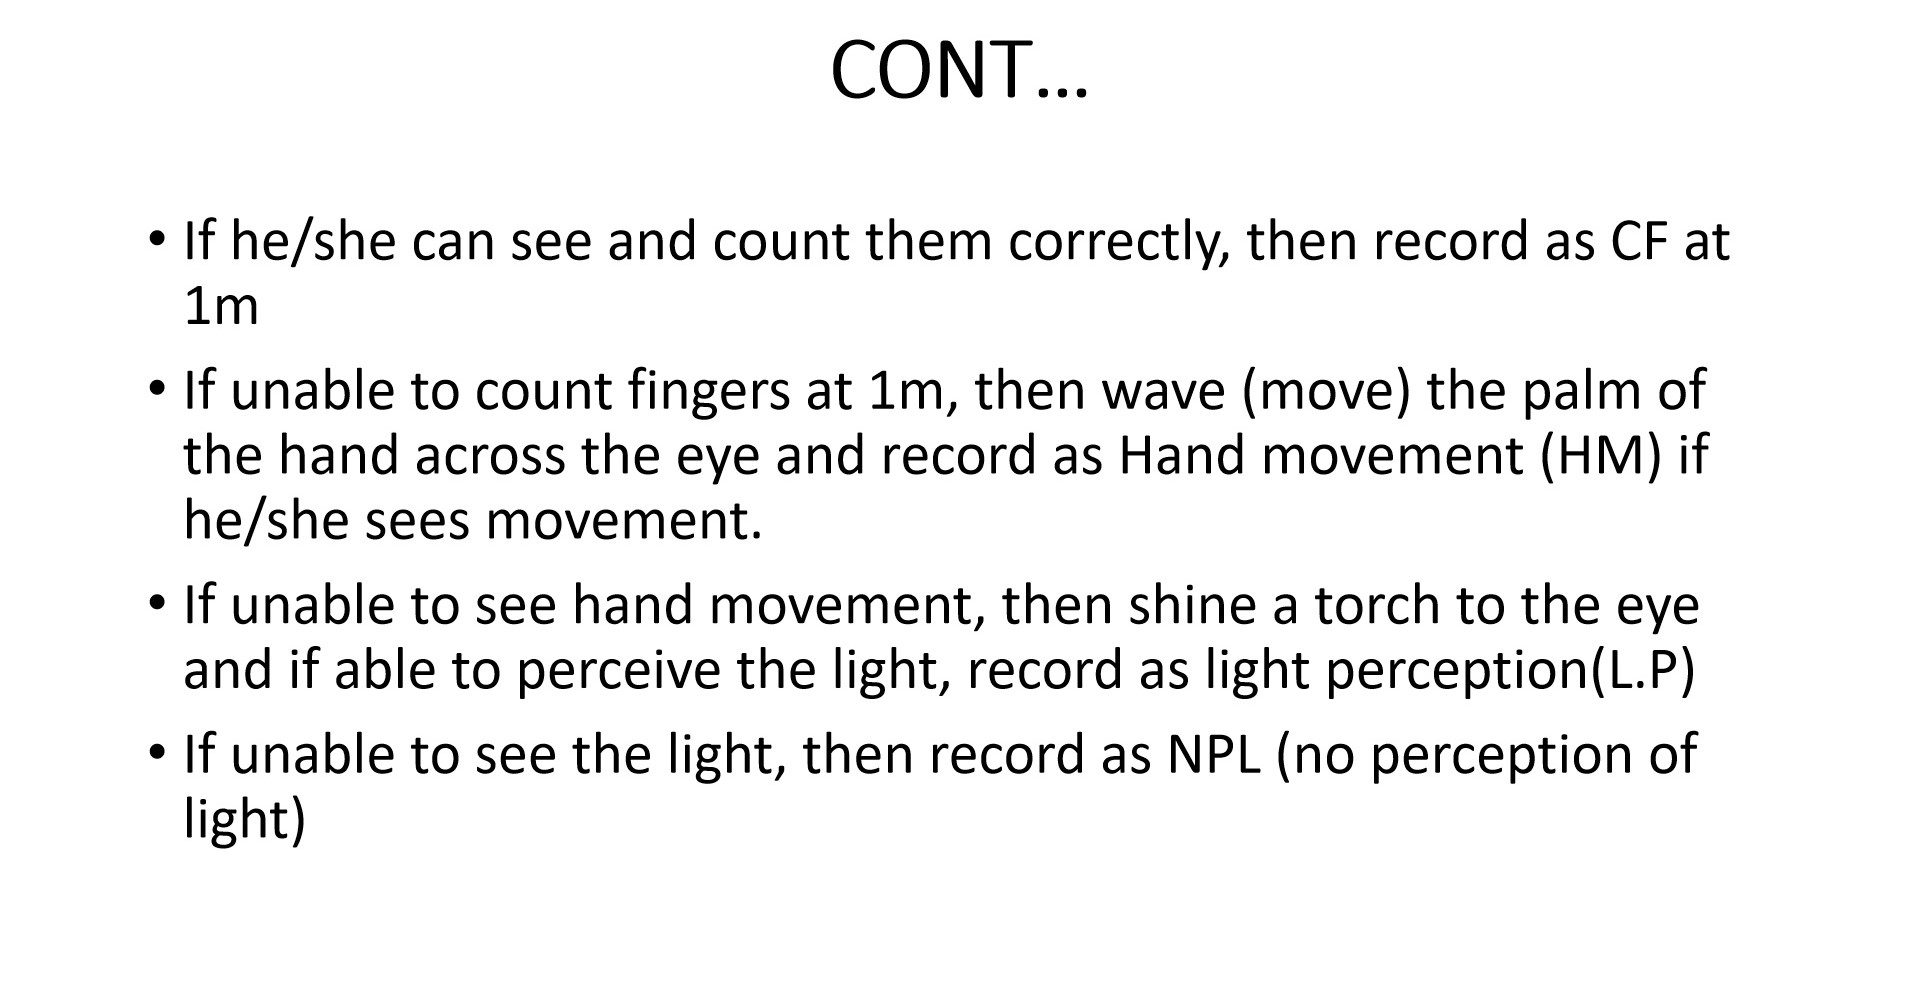 CONT...
• If he/she can see and count them correctly, then record as CF at
1m
• If unable to count fingers at 1m, then wave (move) the palm of
the hand across the eye and record as Hand movement (HM) if
he/she sees movement.
• If unable to see hand movement, then shine a torch to the eye
and if able to perceive the light, record as light perception(L.P)
• If unable to see the light, then record as NPL (no perception of
light)